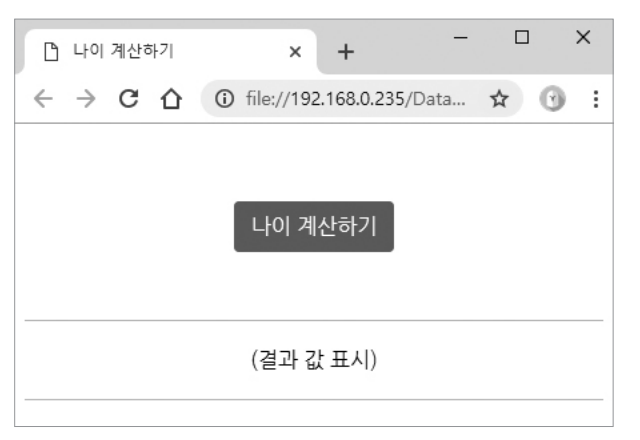 나이 계산하기
file://192.168.0.235/Data...
나이 계산하기
(결과 값 표시)